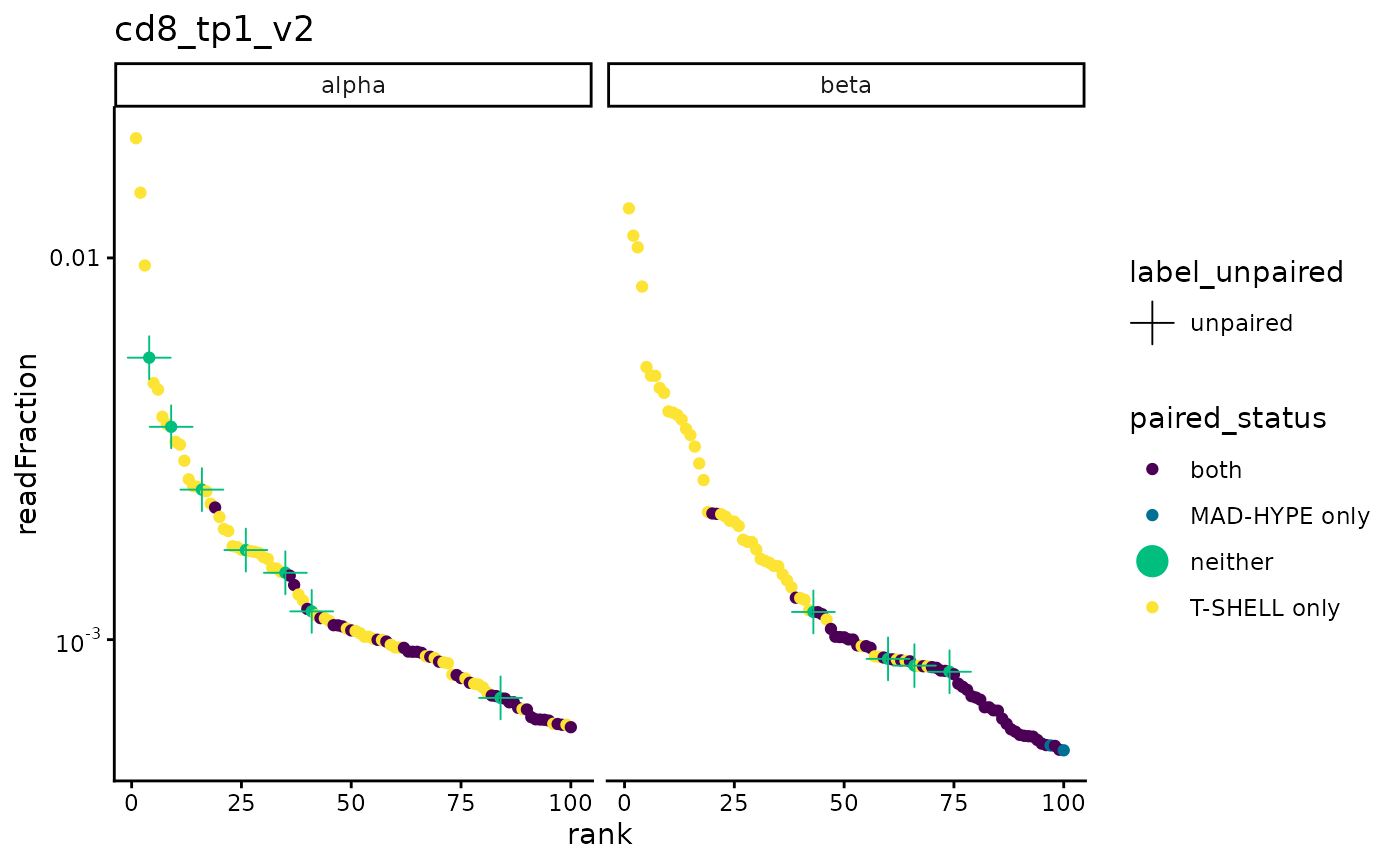 cd8_tp1_v2
alpha
beta
readFraction
0.01
10^-3
0 25 50 75 100
0 25 50 75 100
rank
label_unpaired
unpaired
paired_status
both
MAD-HYPE only
neither
T-SHELL only